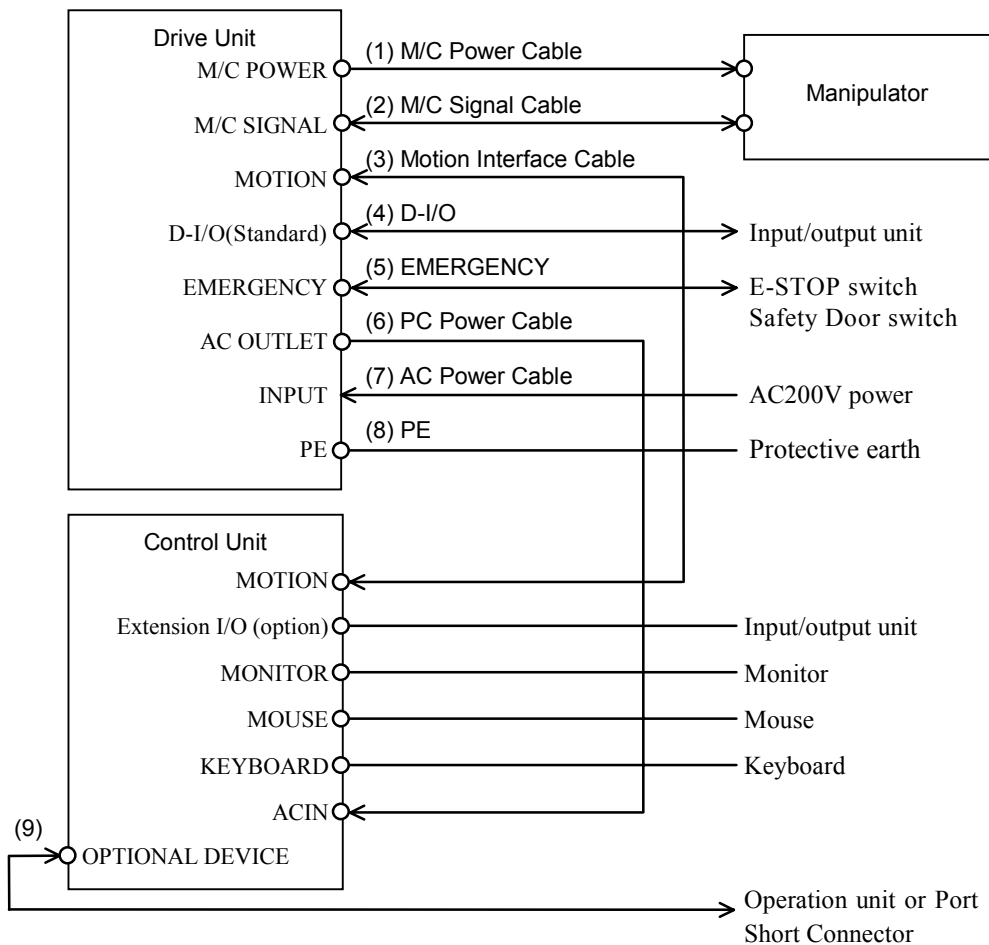 Drive Unit
M/C POWER
(1) M/C Power Cable
Manipulator
M/C SIGNAL
(2) M/C Signal Cable
MOTION
(3) Motion Interface Cable
D-I/O(Standard)
(4) D-I/O
Input/output unit
EMERGENCY
(5) EMERGENCY
E-STOP switch
Safety Door switch
AC OUTLET
(6) PC Power Cable
INPUT
(7) AC Power Cable
AC200V power
PE
(8) PE
Protective earth
Control Unit
MOTION
Extension I/O (option)
Input/output unit
MONITOR
Monitor
MOUSE
Mouse
KEYBOARD
Keyboard
ACIN
(9)
OPTIONAL DEVICE
Operation unit or Port
Short Connector